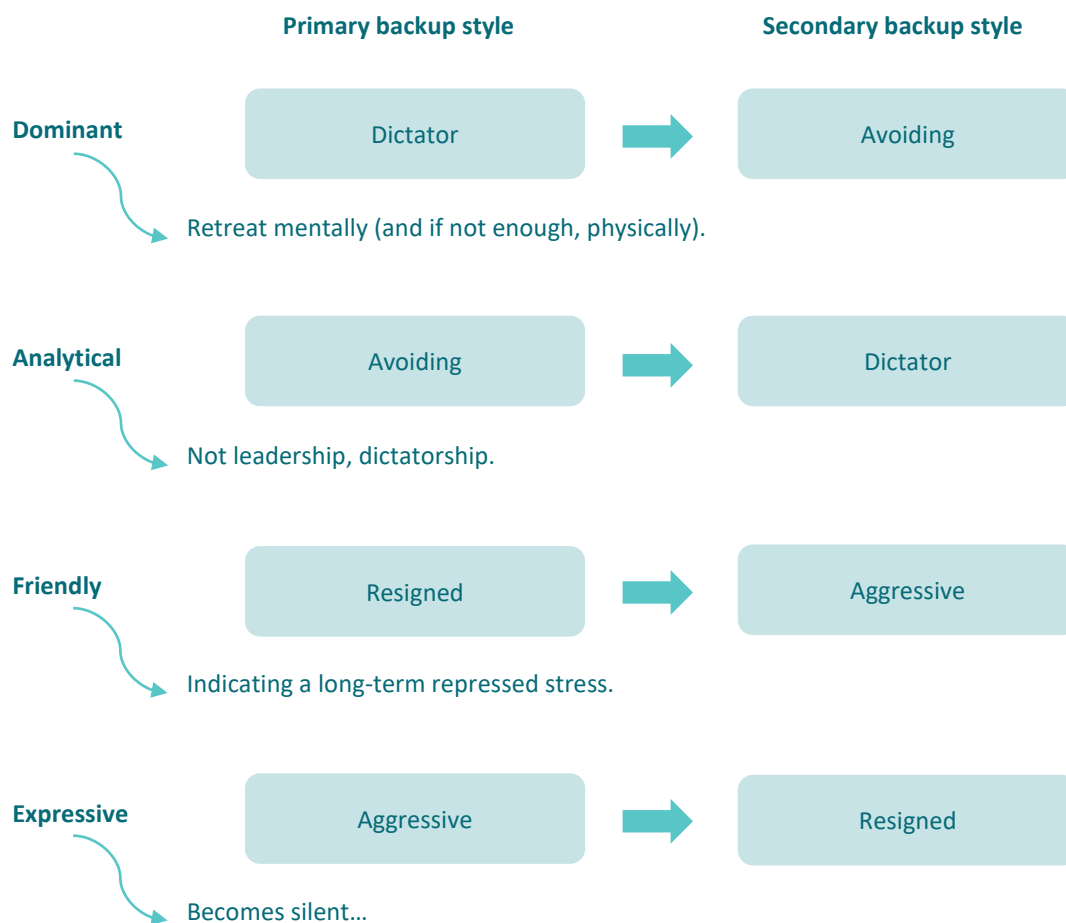 Primary backup style
Secondary backup style
Dominant
Dictator
Avoiding
Retreat mentally (and if not enough, physically).
Analytical
Avoiding
Dictator
Not leadership, dictatorship.
Friendly
Resigned
Aggressive
Indicating a long-term repressed stress.
Expressive
Aggressive
Resigned
Becomes silent…